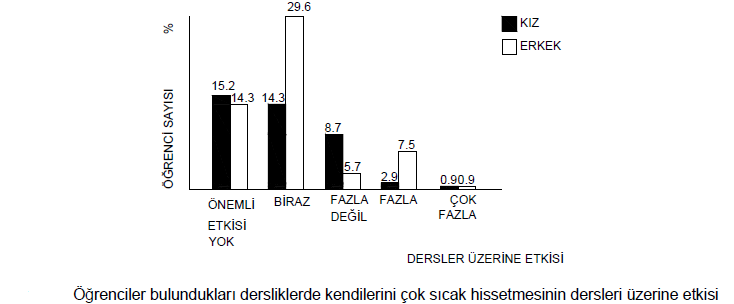 %
KIZ
ERKEK
29.6
15.2
14.3
14.3
8.7
5.7
2.9
7.5
0.9
0.9
ÖĞRENCİ SAYISI
ÖNEMLİ
ETKİSİ
YOK
BİRAZ
FAZLA
DEĞİL
FAZLA
ÇOK
FAZLA
DERSLER ÜZERİNE ETKİSİ
Öğrenciler bulundukları dersliklerde kendilerini çok sıcak hissetmesinin dersleri üzerine etkisi